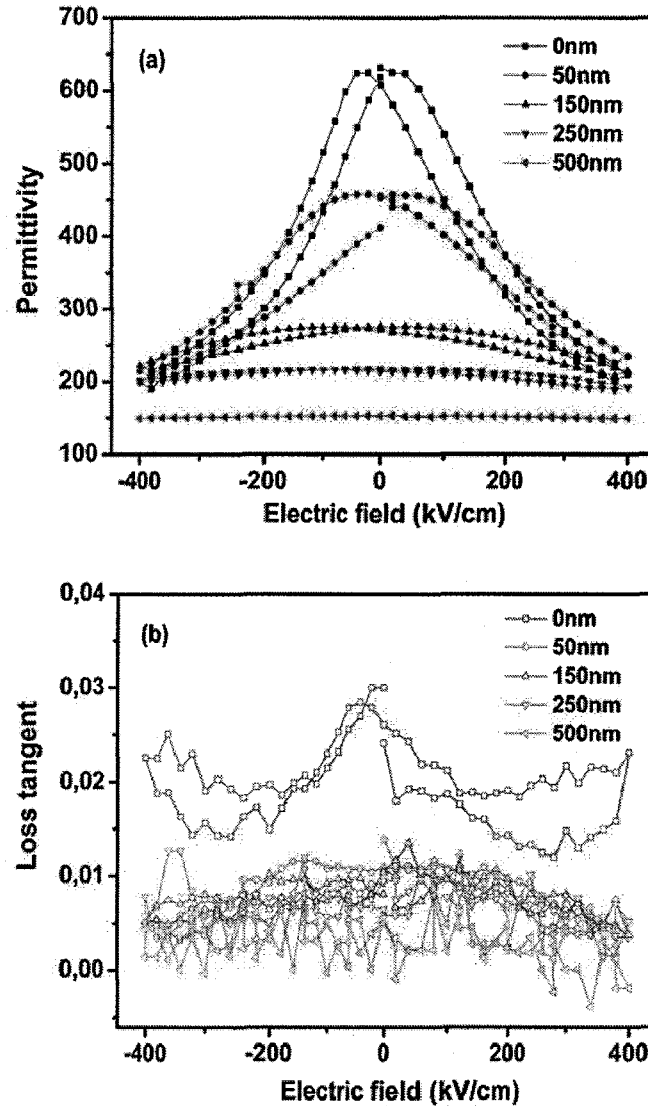 700
600
500
400
300
200
100
Permittivity
(a)
0nm
50nm
150nm
250nm
500nm
-400
-200
0
200
400
Electric field (kV/cm)
0,04
0,03
0,02
0,01
0,00
Loss tangent
(b)
0nm
50nm
150nm
250nm
500nm
-400
-200
0
200
400
Electric field (kV/cm)